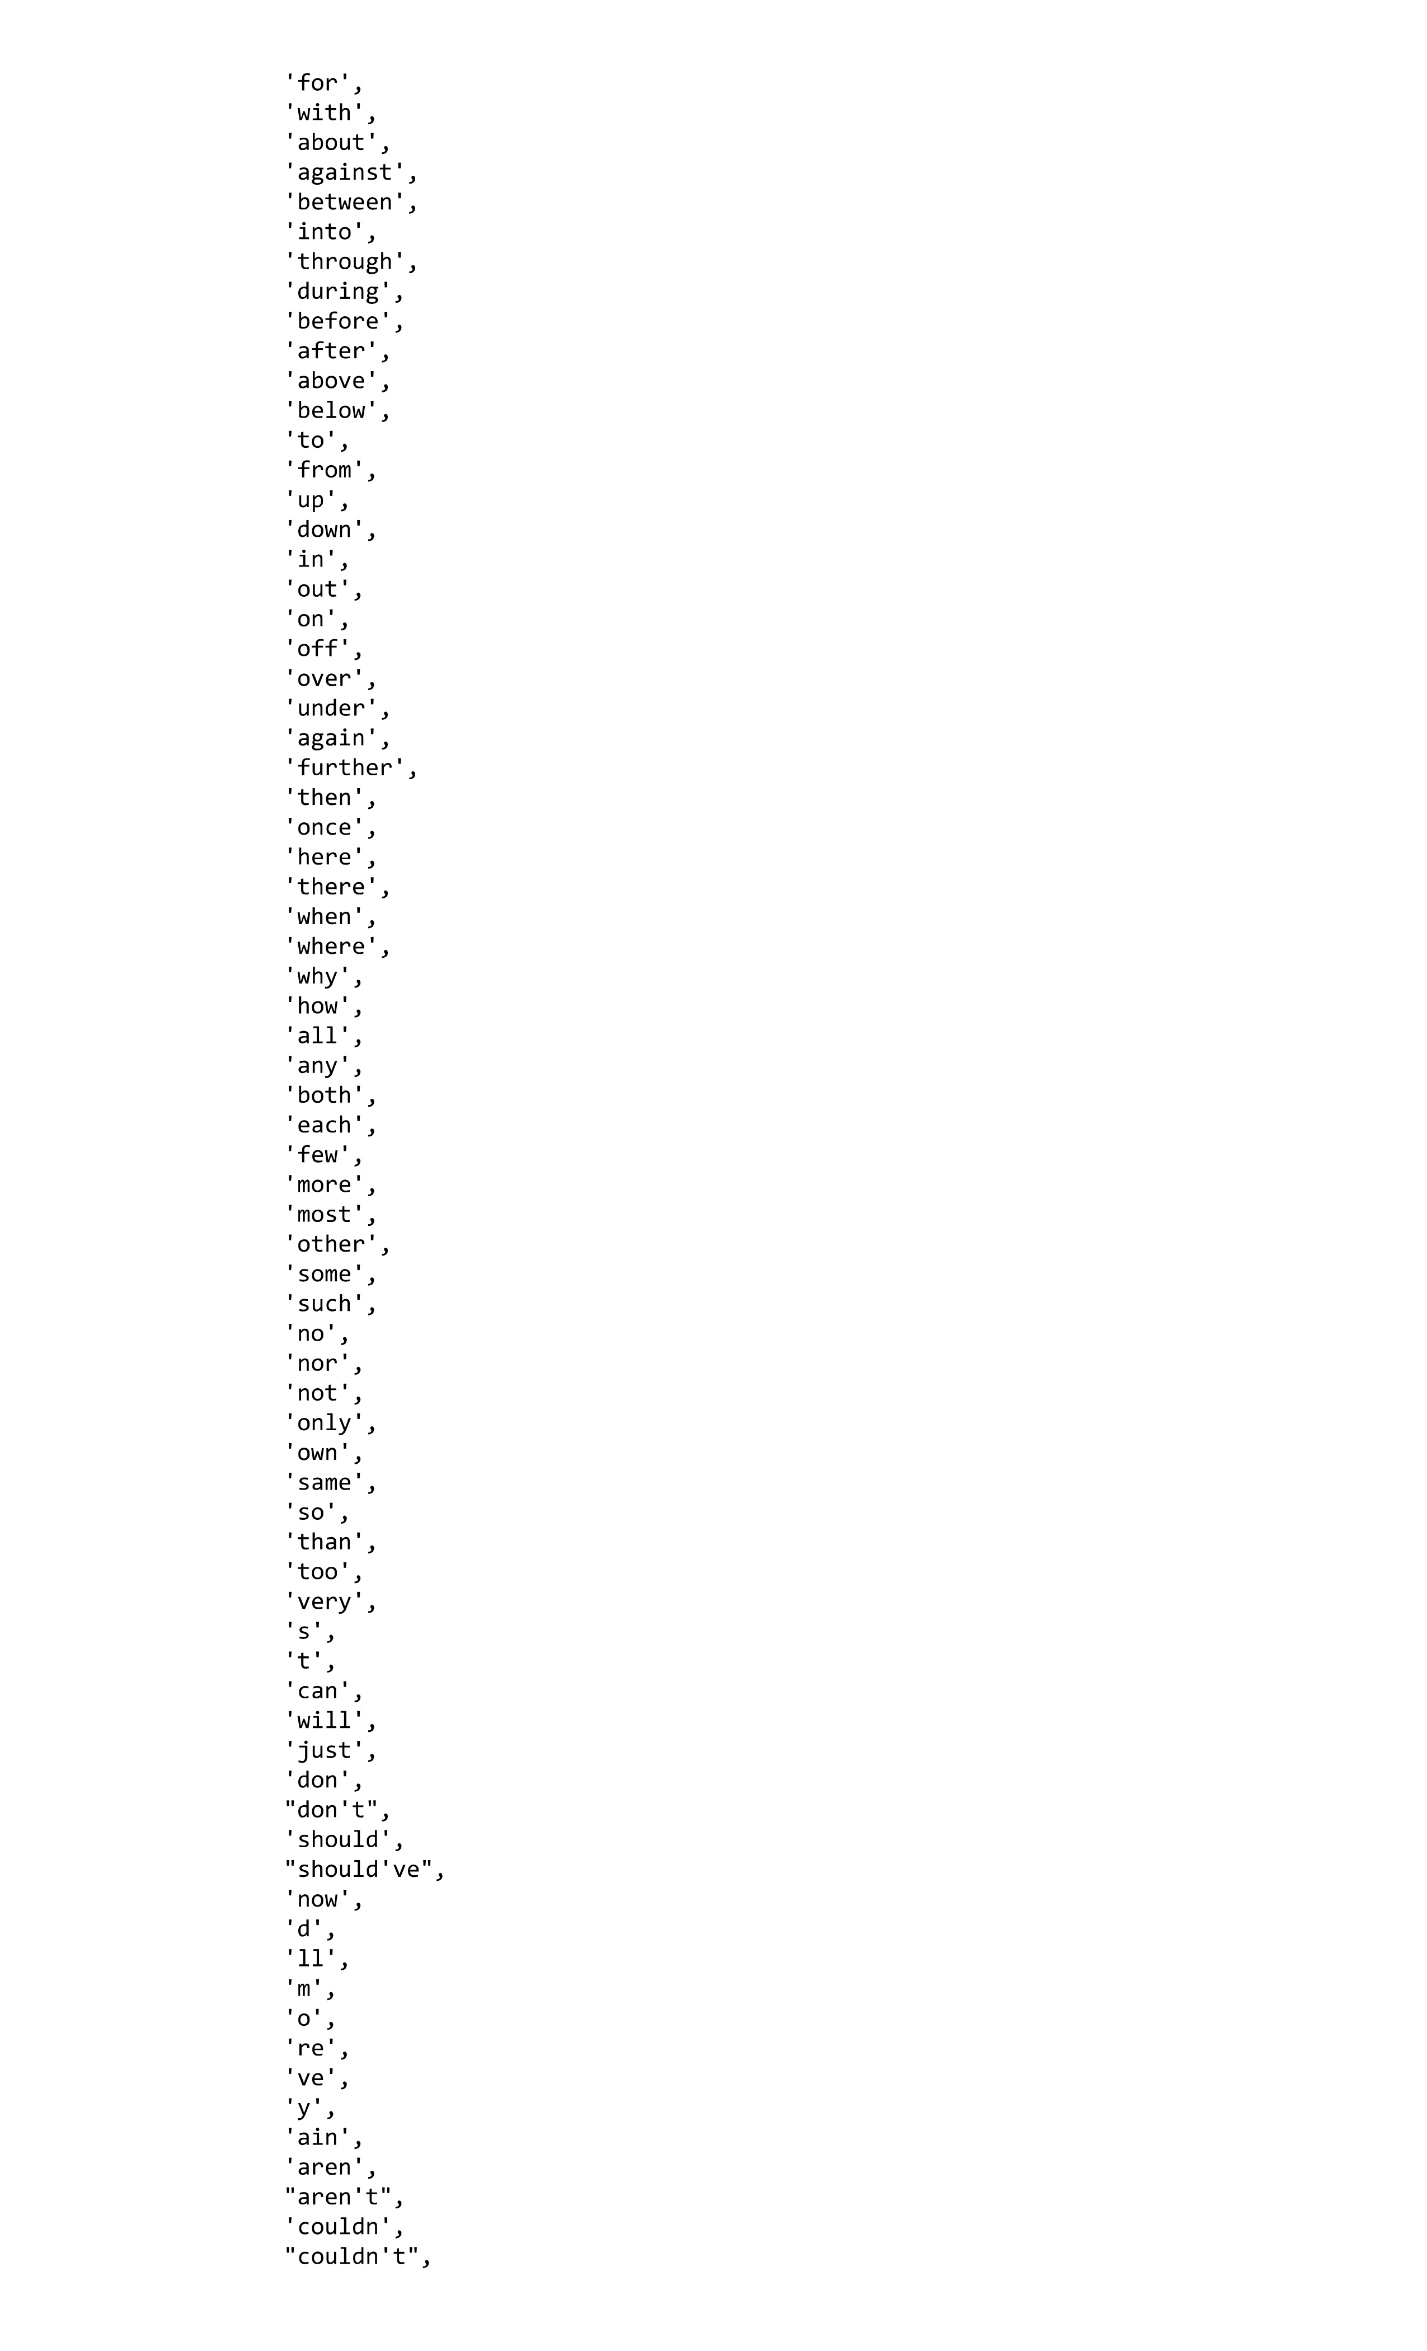 'for',
'with',
'about',
'against',
'between',
'into',
'through',
'during',
'before',
'after',
'above',
'below',
'to',
'from',
'up',
'down',
'in',
'out',
'on',
'off',
'over',
'under',
'again',
'further',
'then',
'once',
'here',
'there',
'when',
'where',
'why',
'how',
'all',
'any',
'both',
'each',
'few',
'more',
'most',
'other',
'some',
'such',
'no',
'nor',
'not',
'only',
'own',
'same',
'so',
'than',
'too',
'very',
's',
't',
'can',
'will',
'just',
'don',
"don't",
'should',
"should've",
'now',
'd',
'll',
'm',
'o',
're',
've',
'y',
'ain',
'aren',
"aren't",
'couldn',
"couldn't",